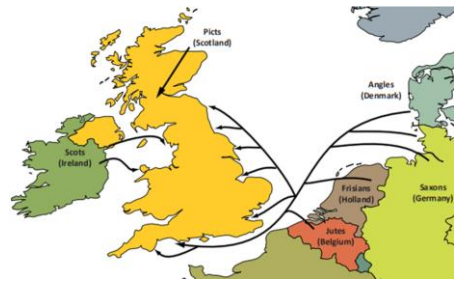 Picts
(Scotland)
Angles
(Denmark)
Scots
(Ireland)
Frisians
(Holland)
Saxons
(Germany)
Jutes
(Belgium)